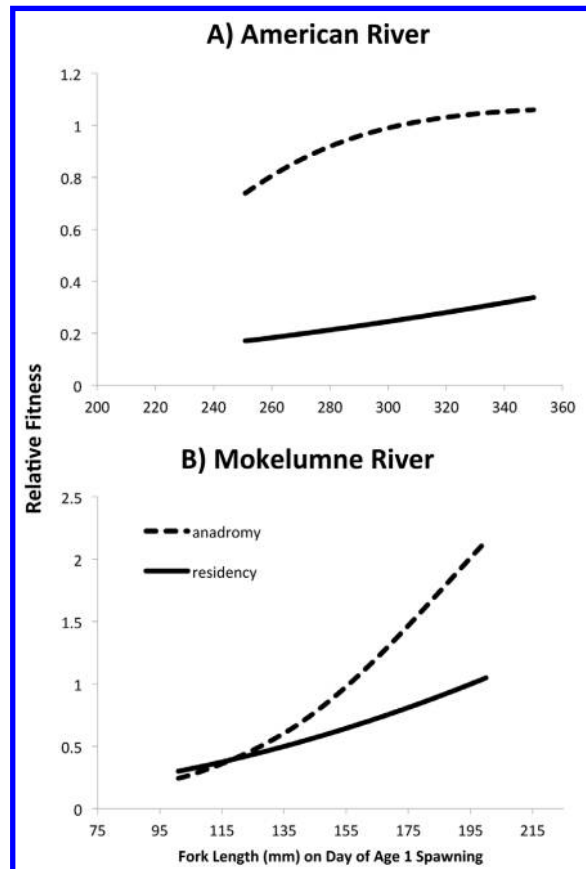 A) American River
1.2
1
0.8
0.6
0.4
0.2
0
200 220 240 260 280 300 320 340 360
Relative Fitness
B) Mokelumne River
2.5
2
1.5
1
0.5
0
anadromy
residency
75 95 115 135 155 175 195 215
Fork Length (mm) on Day of Age 1 Spawning